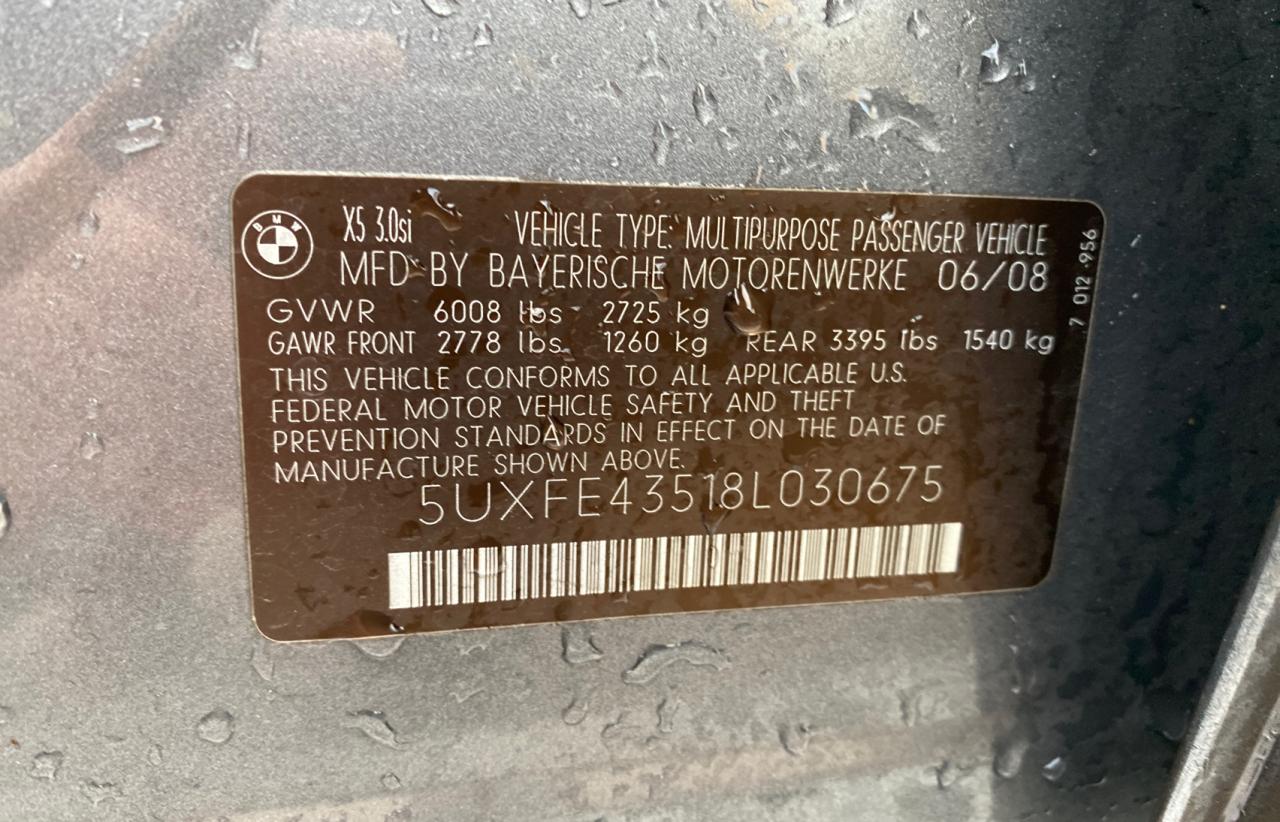 BMW
X5 3.0si VEHICLE TYPE: MULTIPURPOSE PASSENGER VEHICLE
MFD BY BAYERISCHE MOTORENWERKE 06/08
GVWR 6008 lbs 2725 kg
GAWR FRONT 2778 lbs 1260 kg REAR 3395 lbs 1540 kg
THIS VEHICLE CONFORMS TO ALL APPLICABLE U.S.
FEDERAL MOTOR VEHICLE SAFETY AND THEFT
PREVENTION STANDARDS IN EFFECT ON THE DATE OF
MANUFACTURE SHOWN ABOVE.
5UXFE43518L030675
7 012 956